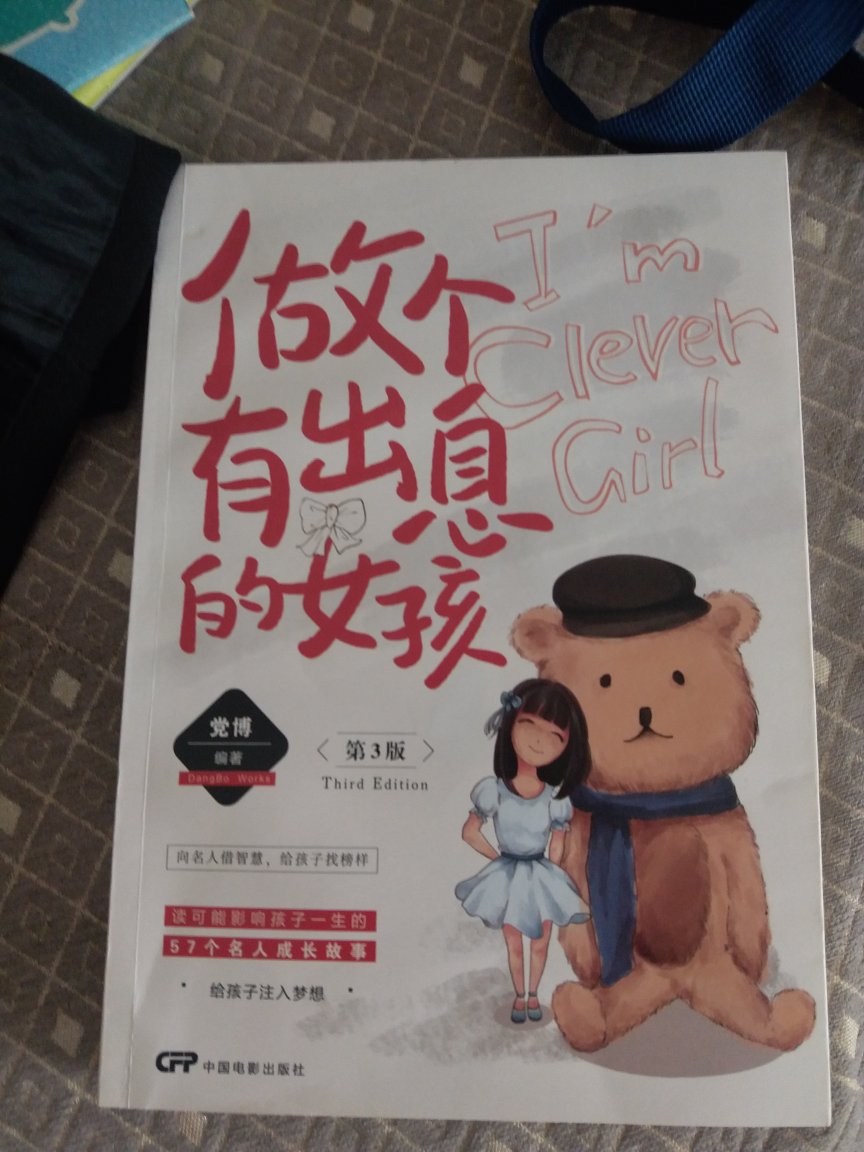 做个
有出息
的女孩
I'm
Clever
Girl
党博
编著
DangBo Works
第3版
Third Edition
向名人借智慧，给孩子找榜样
读可能影响孩子一生的
57个名人成长故事
· 给孩子注入梦想 ·
CFP 中国电影出版社